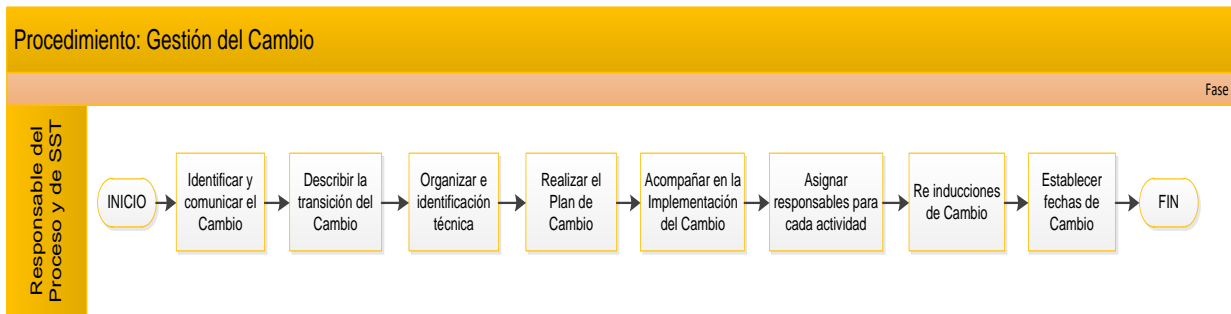 Procedimiento: Gestión del Cambio
Fase
Responsable del
Proceso y de SST
INICIO
Identificar y
comunicar el
Cambio
Describir la
transición del
Cambio
Organizar e
identificación
técnica
Realizar el
Plan de
Cambio
Acompañar en la
Implementación
del Cambio
Asignar
responsables para
cada actividad
Re inducciones
de Cambio
Establecer
fechas de
Cambio
FIN